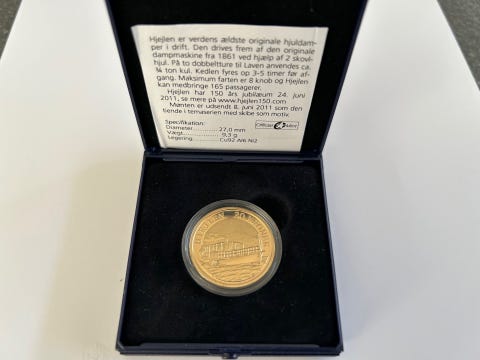 Hjejlen er verdens ældste originale hjuldam-
per i drift. Den drives frem af den originale
dampmaskine fra 1861 ved hjælp af 2 skovl-
hjul. På to dobbeltture til Laven anvendes ca.
¾ ton kul. Kedlen fyres op 3-5 timer før af-
gang. Maksimum farten er 8 knob og Hjejlen
kan medbringe 165 passagerer.
Hjejlen har 150 års jubilæum 24. juni
2011, se mere på www.hjejlen150.com
Mønten er udsendt 8. juni 2011 som den
tiende i temaserien med skibe som motiv.
Specifikation:
Diameter 27,0 mm
Vægt 9,3 g
Legering Cu92 Al6 Ni2
HJEJLEN 20 KRONER